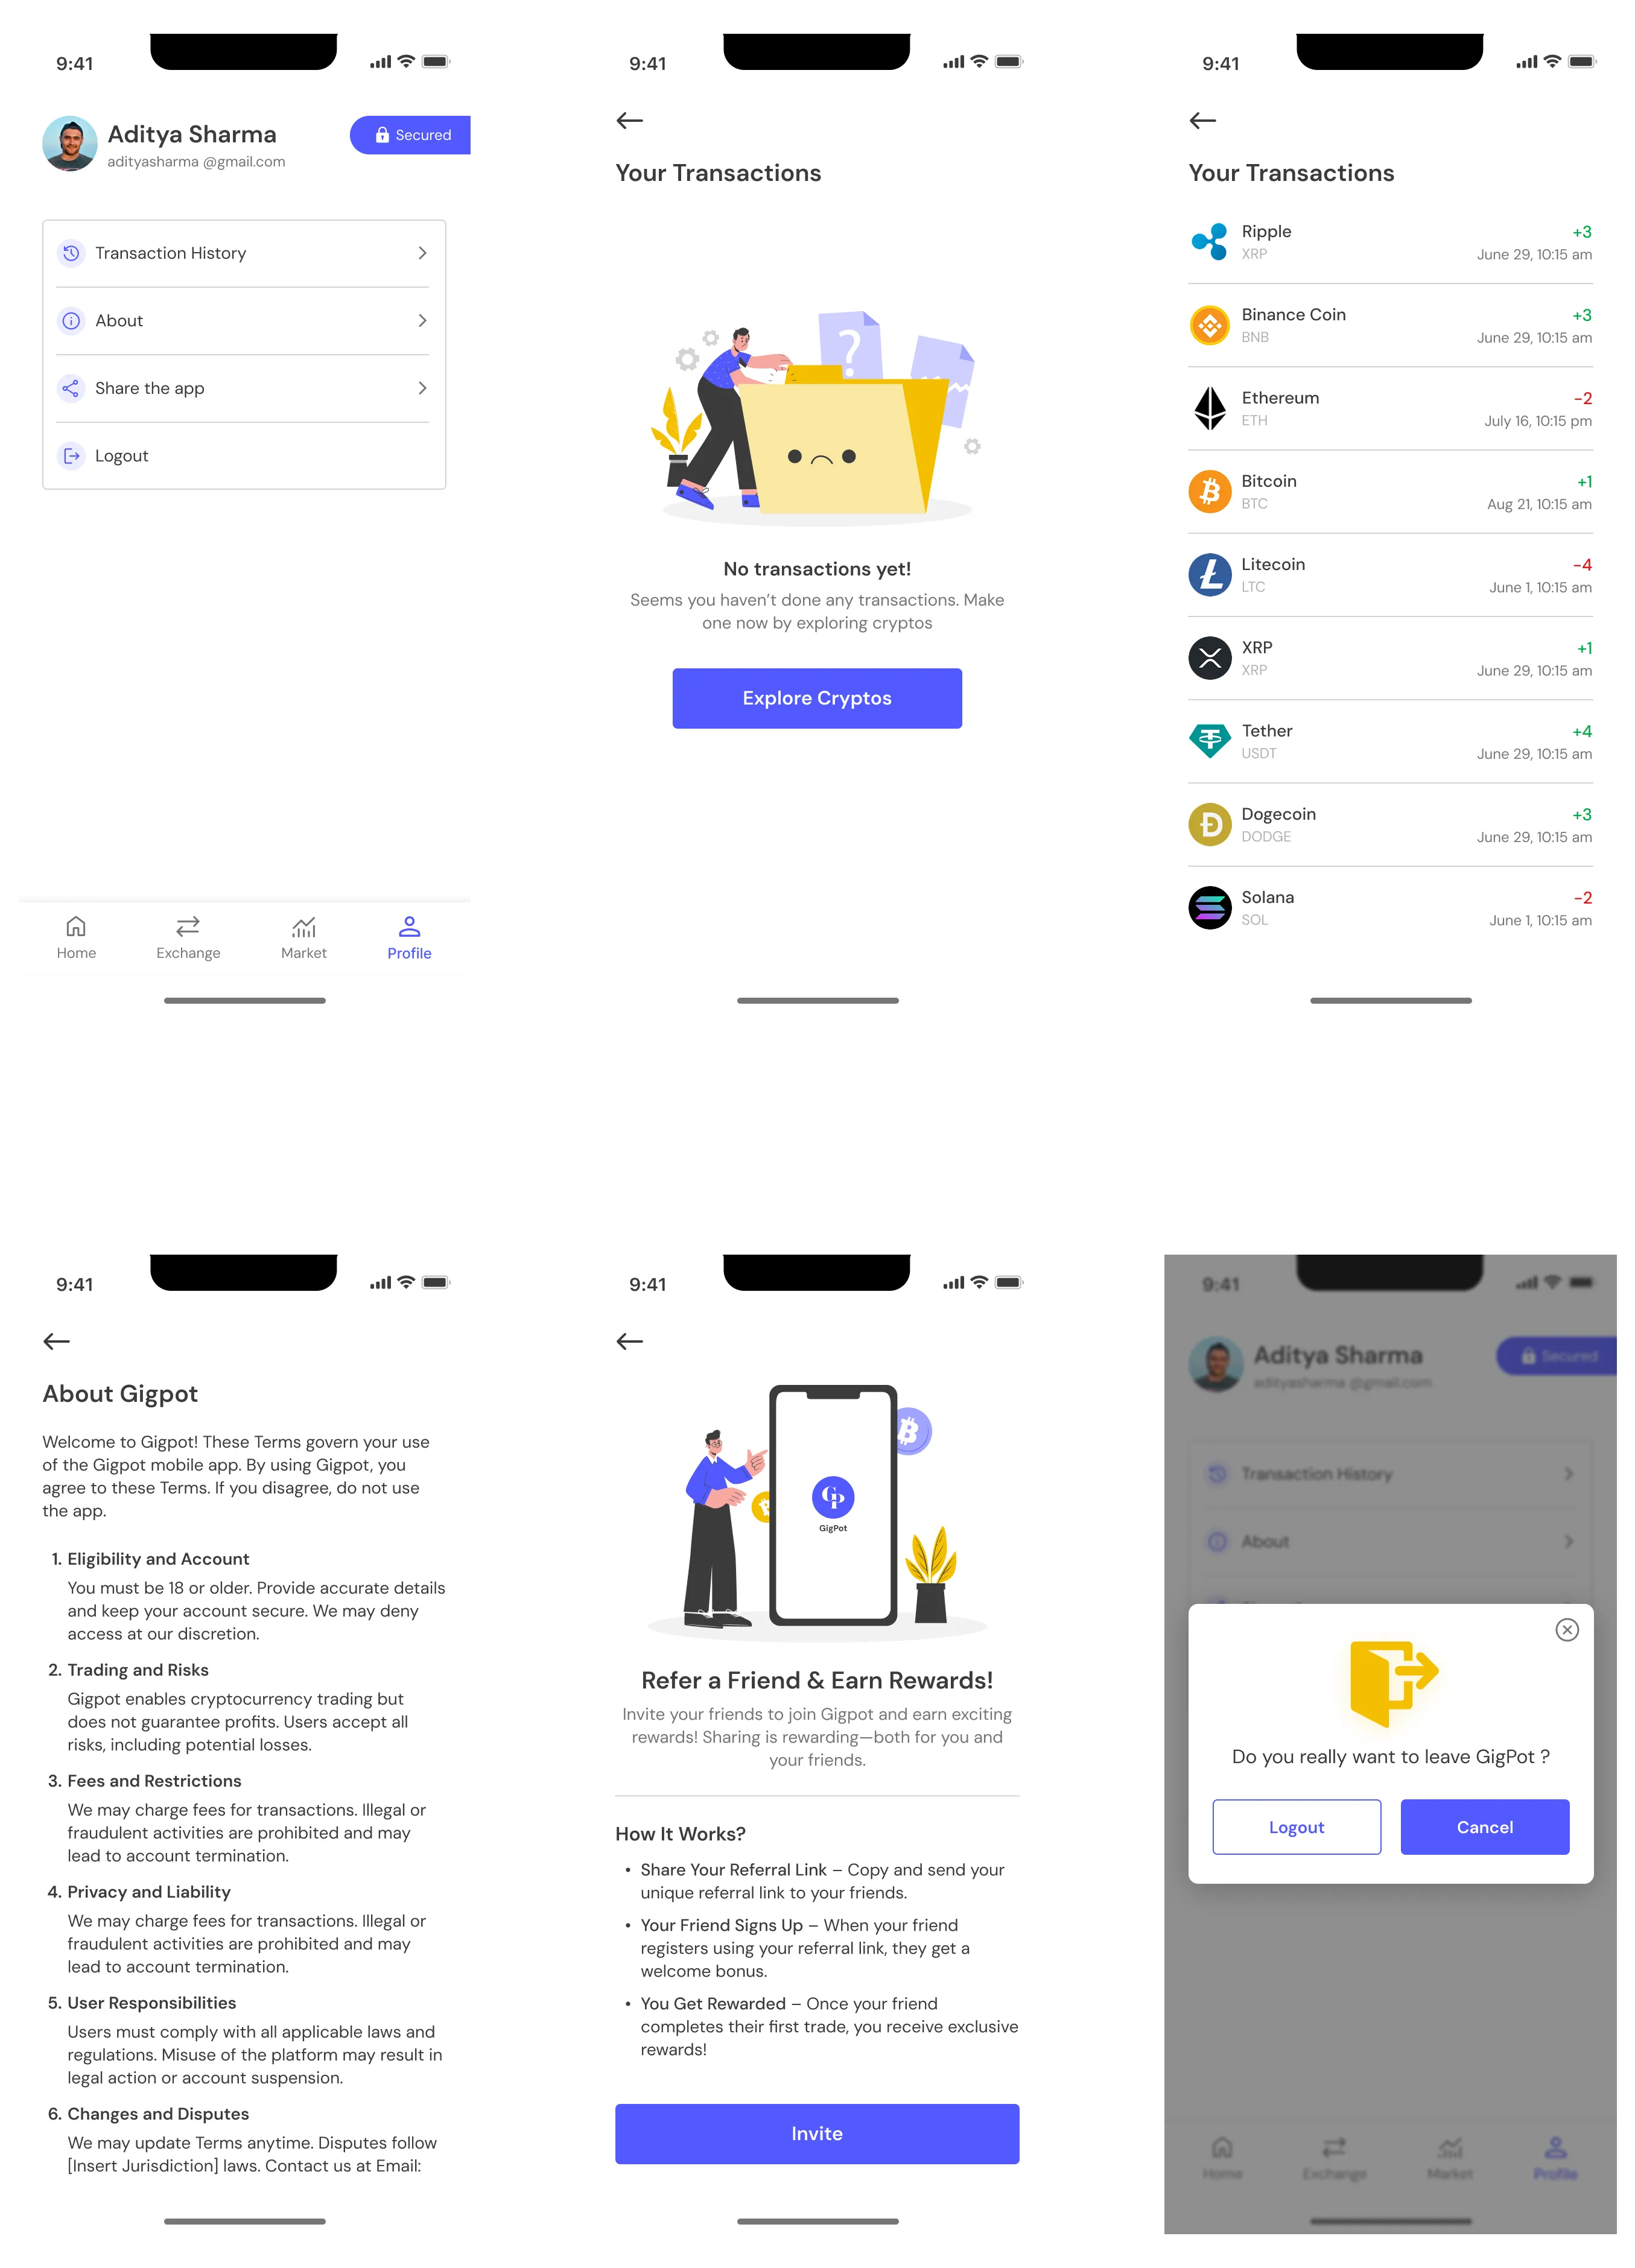 9:41
Aditya Sharma
adityasharma @gmail.com
Secured
Transaction History
About
Share the app
Logout
Home
Exchange
Market
Profile
9:41
Your Transactions
?
No transactions yet!
Seems you haven’t done any transactions. Make
one now by exploring cryptos
Explore Cryptos
9:41
Your Transactions
Ripple
+3
XRP
June 29, 10:15 am
Binance Coin
+3
BNB
June 29, 10:15 am
Ethereum
-2
ETH
July 16, 10:15 pm
Bitcoin
+1
BTC
Aug 21, 10:15 am
Litecoin
-4
LTC
June 1, 10:15 am
XRP
+1
XRP
June 29, 10:15 am
Tether
+4
USDT
June 29, 10:15 am
Dogecoin
+3
DODGE
June 29, 10:15 am
Solana
-2
SOL
June 1, 10:15 am
9:41
About Gigpot
Welcome to Gigpot! These Terms govern your use
of the Gigpot mobile app. By using Gigpot, you
agree to these Terms. If you disagree, do not use
the app.
1. Eligibility and Account
You must be 18 or older. Provide accurate details
and keep your account secure. We may deny
access at our discretion.
2. Trading and Risks
Gigpot enables cryptocurrency trading but
does not guarantee profits. Users accept all
risks, including potential losses.
3. Fees and Restrictions
We may charge fees for transactions. Illegal or
fraudulent activities are prohibited and may
lead to account termination.
4. Privacy and Liability
We may charge fees for transactions. Illegal or
fraudulent activities are prohibited and may
lead to account termination.
5. User Responsibilities
Users must comply with all applicable laws and
regulations. Misuse of the platform may result in
legal action or account suspension.
6. Changes and Disputes
We may update Terms anytime. Disputes follow
[Insert Jurisdiction] laws. Contact us at Email:
9:41
GigPot
Refer a Friend & Earn Rewards!
Invite your friends to join Gigpot and earn exciting
rewards! Sharing is rewarding—both for you and
your friends.
How It Works?
• Share Your Referral Link – Copy and send your
unique referral link to your friends.
• Your Friend Signs Up – When your friend
registers using your referral link, they get a
welcome bonus.
• You Get Rewarded – Once your friend
completes their first trade, you receive exclusive
rewards!
Invite
9:41
Aditya Sharma
adityasharma @gmail.com
Secured
Transaction History
About
Do you really want to leave GigPot ?
Logout
Cancel
Home
Exchange
Market
Profile